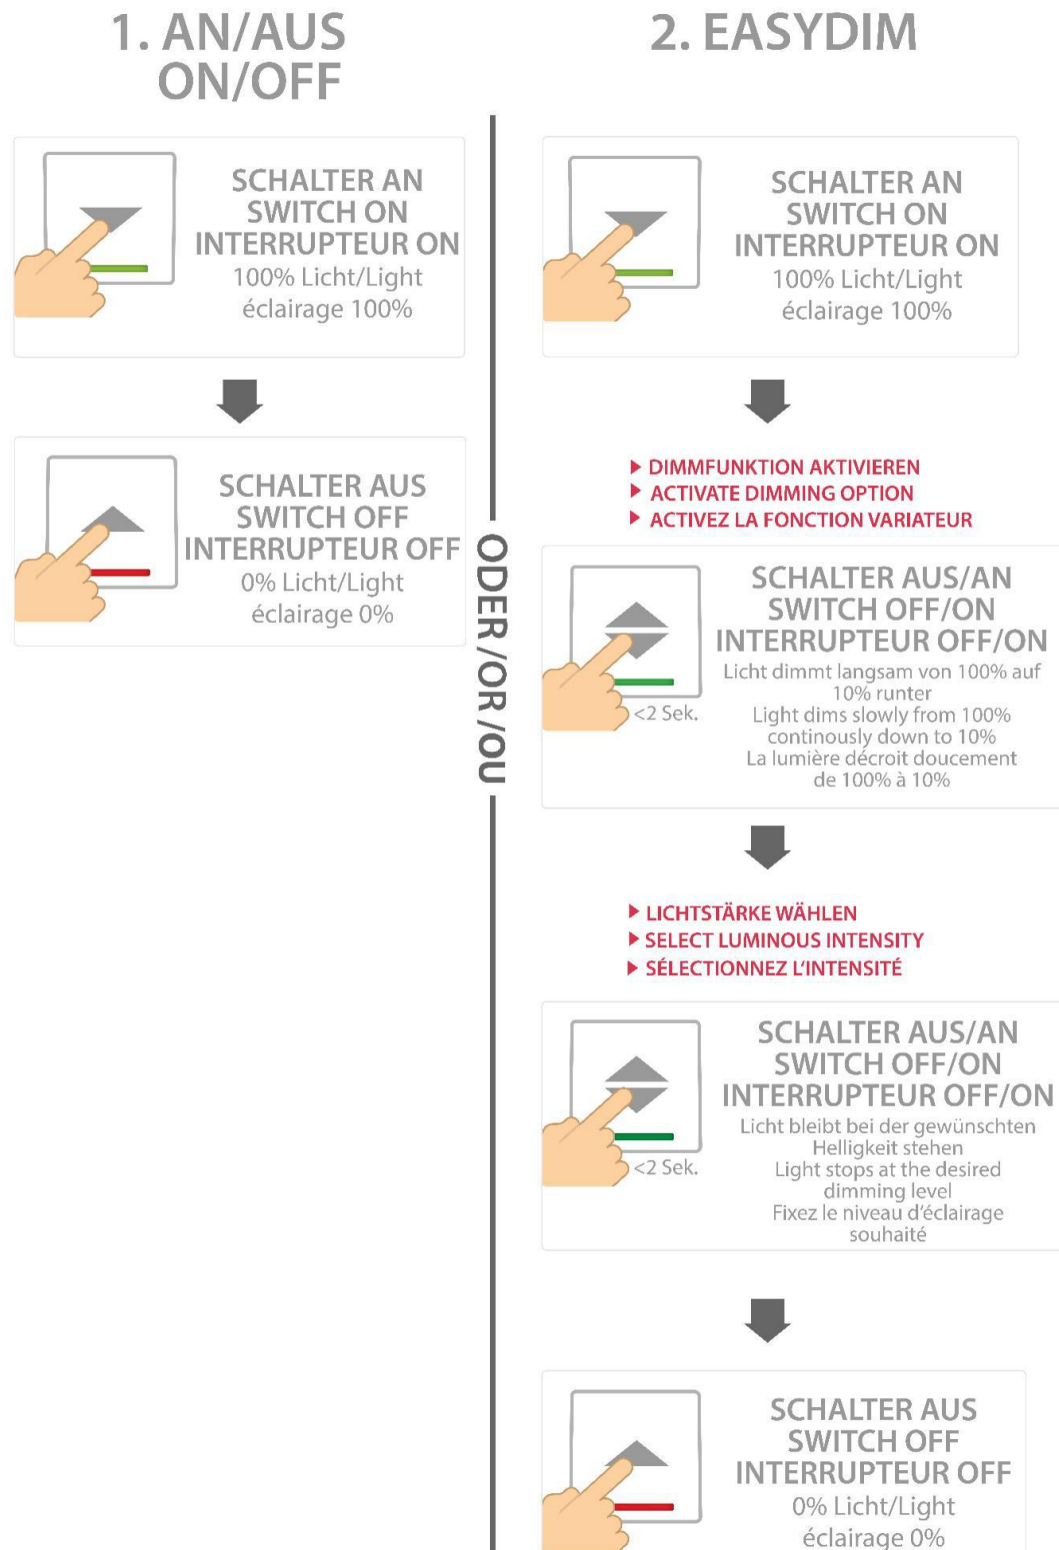 1. AN/AUS
ON/OFF
SCHALTER AN
SWITCH ON
INTERRUPTEUR ON
100% Licht/Light
éclairage 100%
SCHALTER AUS
SWITCH OFF
INTERRUPTEUR OFF
0% Licht/Light
éclairage 0%
ODER /OR /OU
2. EASYDIM
SCHALTER AN
SWITCH ON
INTERRUPTEUR ON
100% Licht/Light
éclairage 100%
DIMMFUNKTION AKTIVIEREN
ACTIVATE DIMMING OPTION
ACTIVEZ LA FONCTION VARIATEUR
SCHALTER AUS/AN
SWITCH OFF/ON
INTERRUPTEUR OFF/ON
Licht dimmt langsam von 100% auf
10% runter
Light dims slowly from 100%
continously down to 10%
La lumière décroit doucement
de 100% à 10%
<2 Sek.
LICHTSTÄRKE WÄHLEN
SELECT LUMINOUS INTENSITY
SÉLECTIONNEZ L'INTENSITÉ
SCHALTER AUS/AN
SWITCH OFF/ON
INTERRUPTEUR OFF/ON
Licht bleibt bei der gewünschten
Helligkeit stehen
Light stops at the desired
dimming level
Fixez le niveau d'éclairage
souhaité
<2 Sek.
SCHALTER AUS
SWITCH OFF
INTERRUPTEUR OFF
0% Licht/Light
éclairage 0%